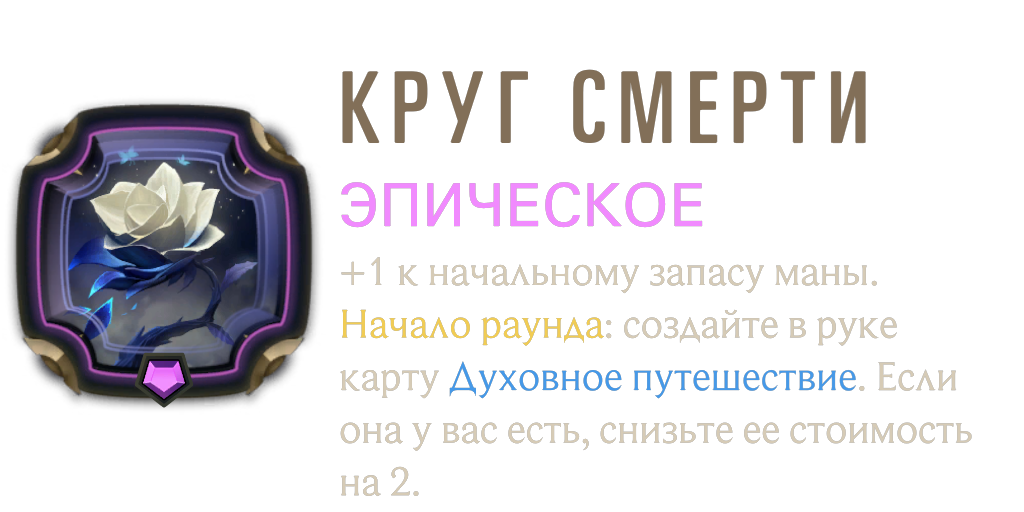 КРУГ СМЕРТИ
ЭПИЧЕСКОЕ
+1 к начальному запасу маны.
Начало раунда: создайте в руке
карту Духовное путешествие. Если
она у вас есть, снизьте ее стоимость
на 2.